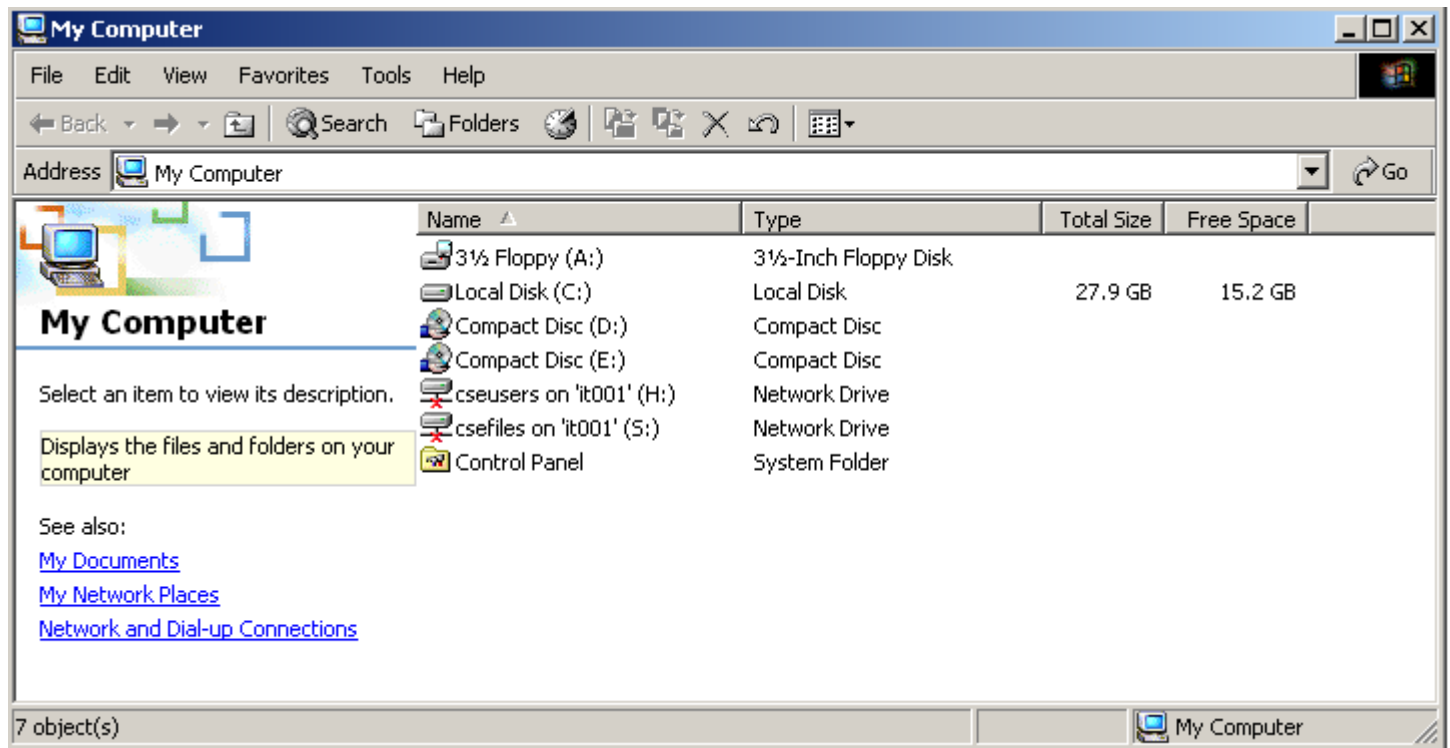 My Computer
File Edit View Favorites Tools Help
Back Search Folders
Address My Computer Go
Name Type Total Size Free Space
3½ Floppy (A:) 3½-Inch Floppy Disk
Local Disk (C:) Local Disk 27.9 GB 15.2 GB
Compact Disc (D:) Compact Disc
Compact Disc (E:) Compact Disc
cseusers on 'it001' (H:) Network Drive
csefiles on 'it001' (S:) Network Drive
Control Panel System Folder
My Computer
Select an item to view its description.
Displays the files and folders on your
computer
See also:
My Documents
My Network Places
Network and Dial-up Connections
7 object(s) My Computer